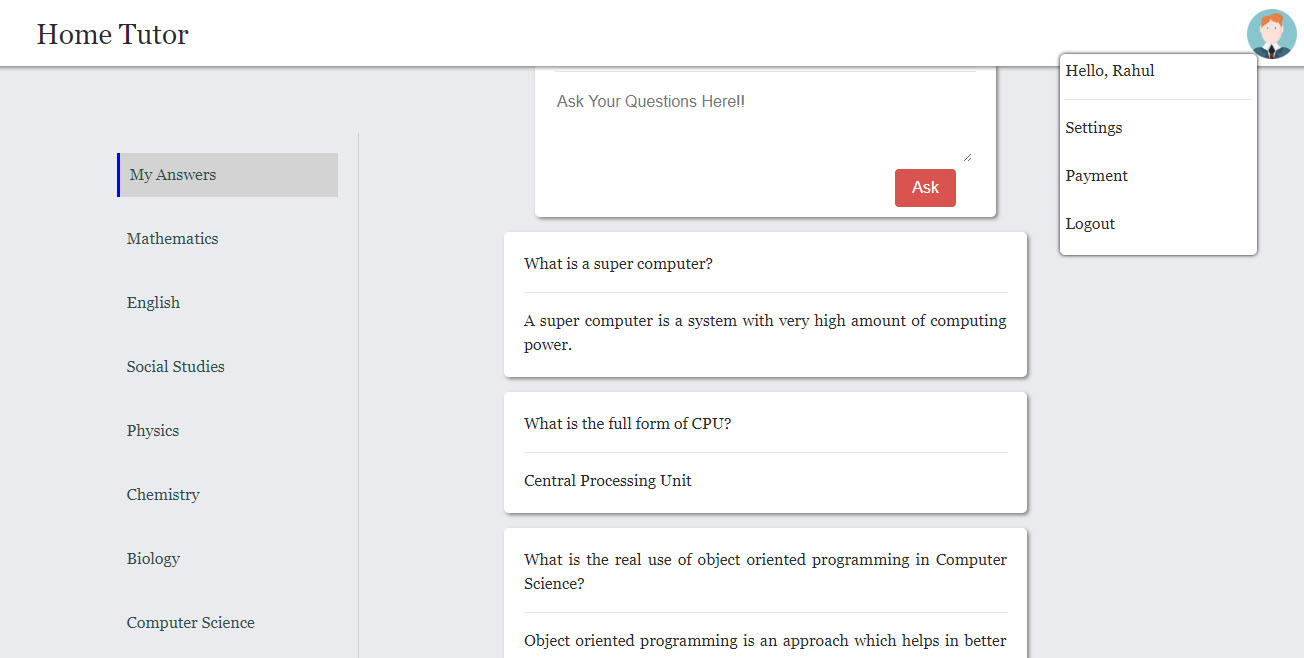 Home Tutor
Hello, Rahul
Settings
Payment
Logout
My Answers
Mathematics
English
Social Studies
Physics
Chemistry
Biology
Computer Science
Ask Your Questions Here!!
Ask
What is a super computer?
A super computer is a system with very high amount of computing
power.
What is the full form of CPU?
Central Processing Unit
What is the real use of object oriented programming in Computer
Science?
Object oriented programming is an approach which helps in better